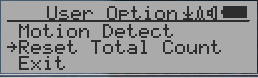 User Option
Motion Detect
→Reset Total Count
Exit